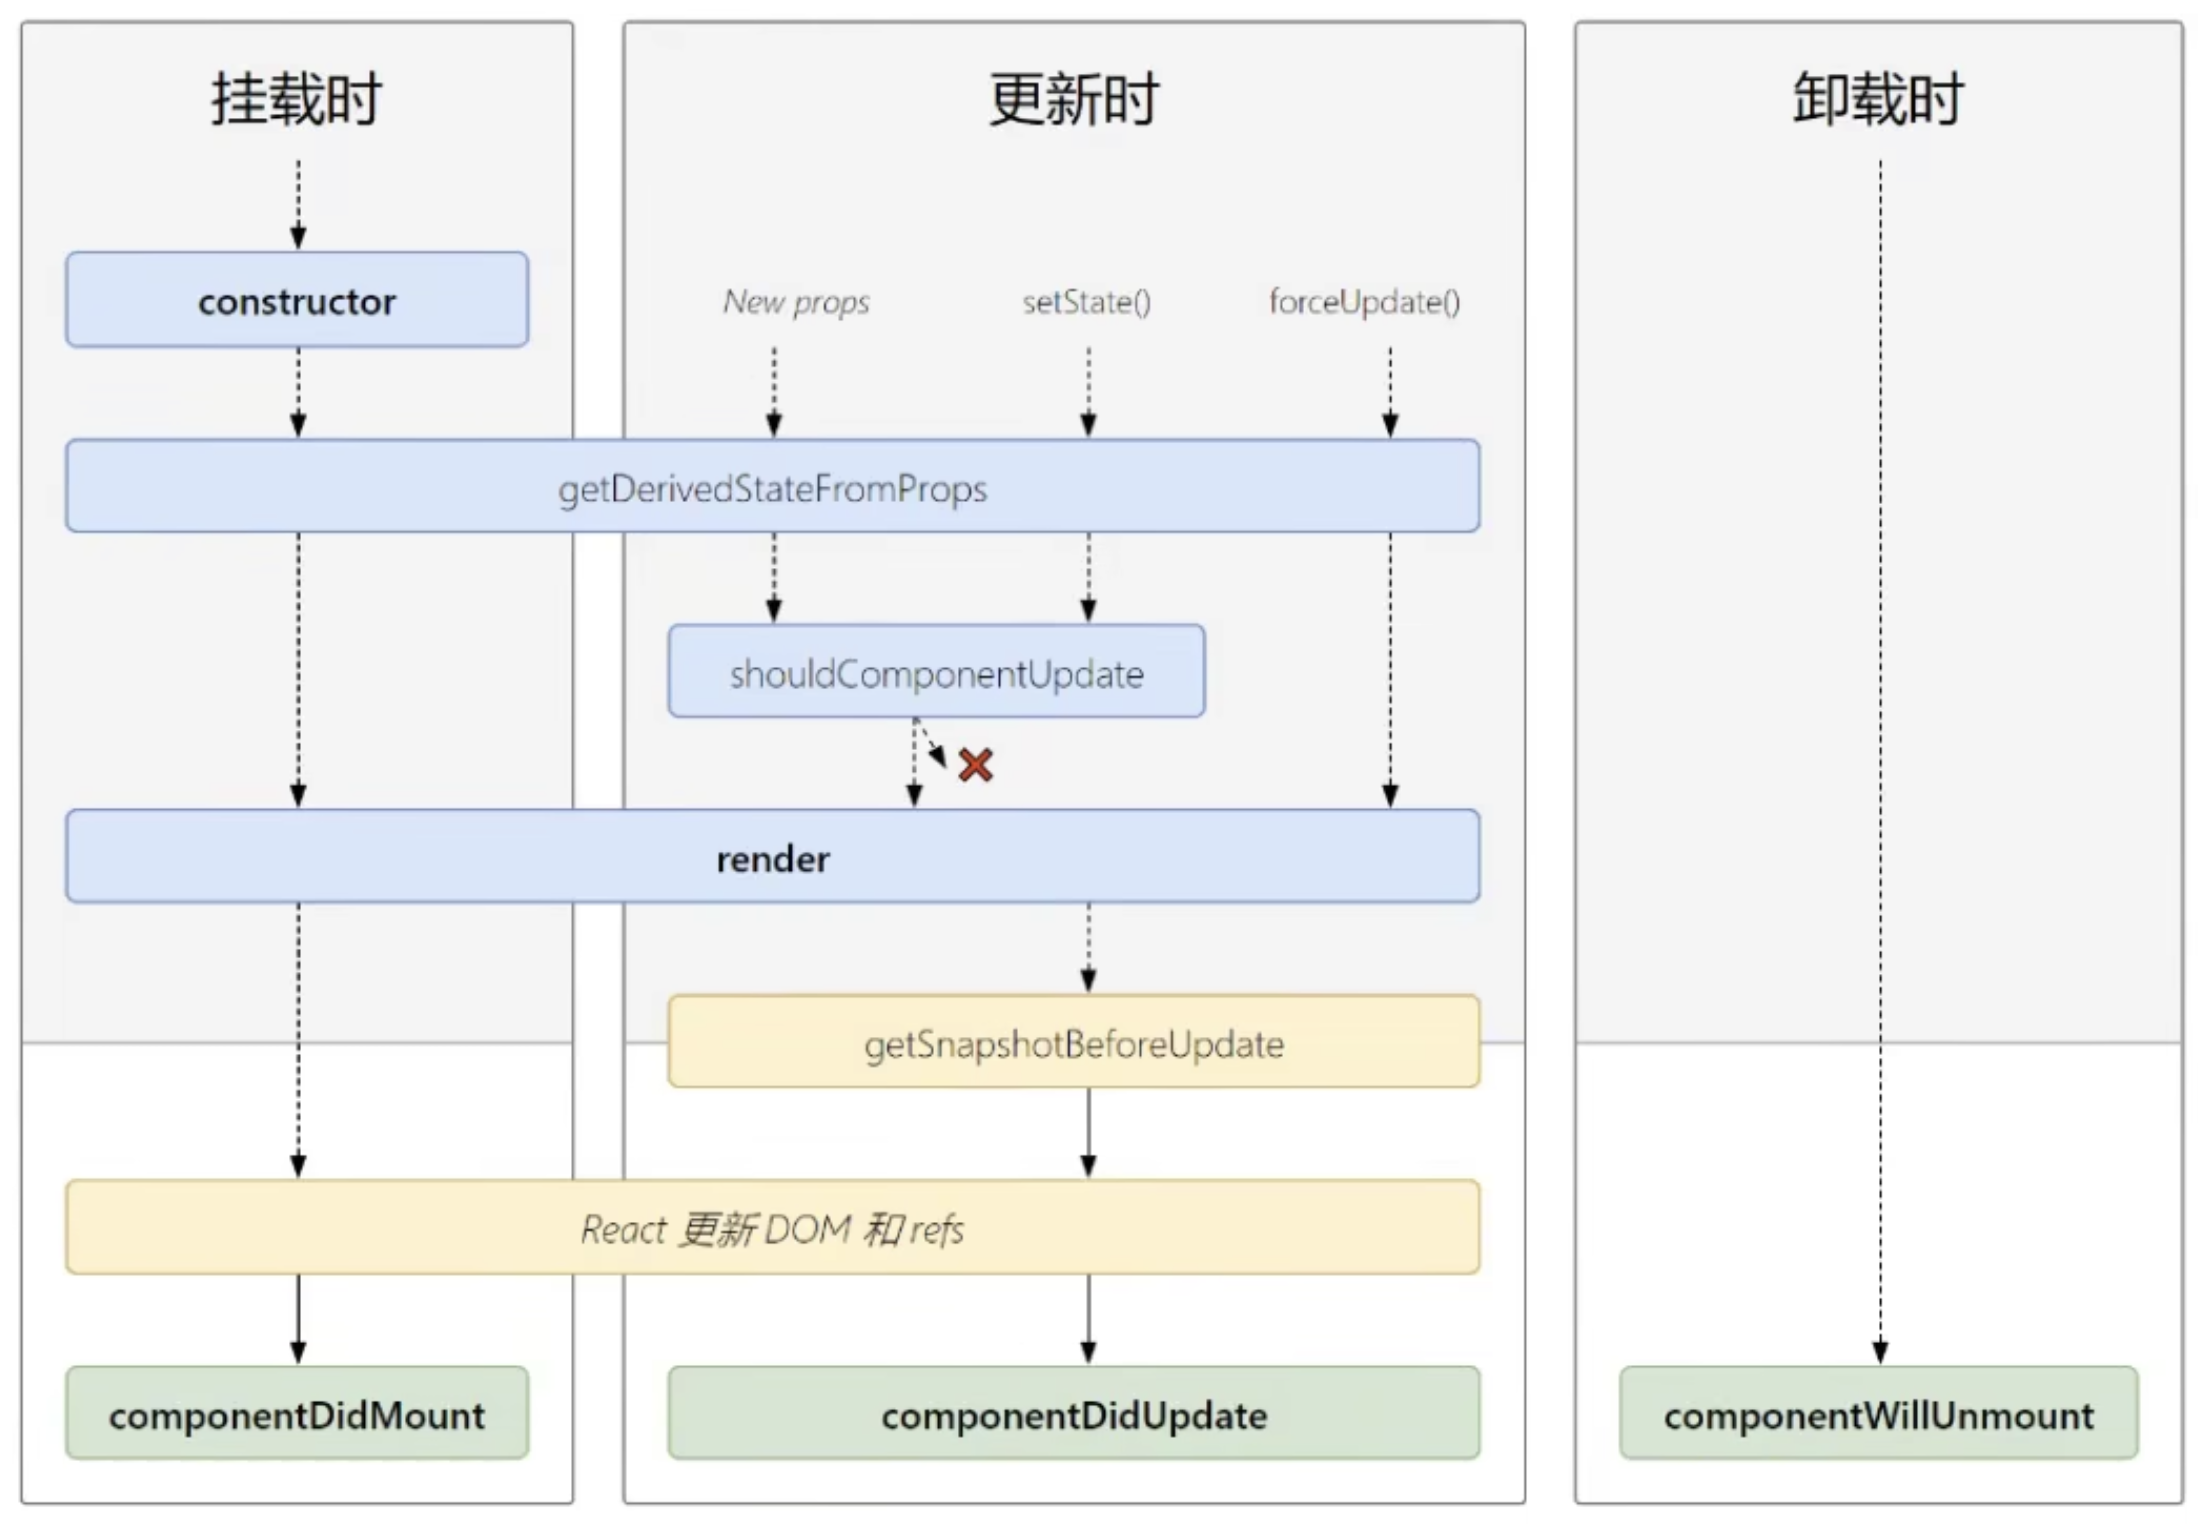 挂载时
更新时
卸载时
constructor
New props
setState()
forceUpdate()
getDerivedStateFromProps
shouldComponentUpdate
render
getSnapshotBeforeUpdate
React 更新 DOM 和 refs
componentDidMount
componentDidUpdate
componentWillUnmount